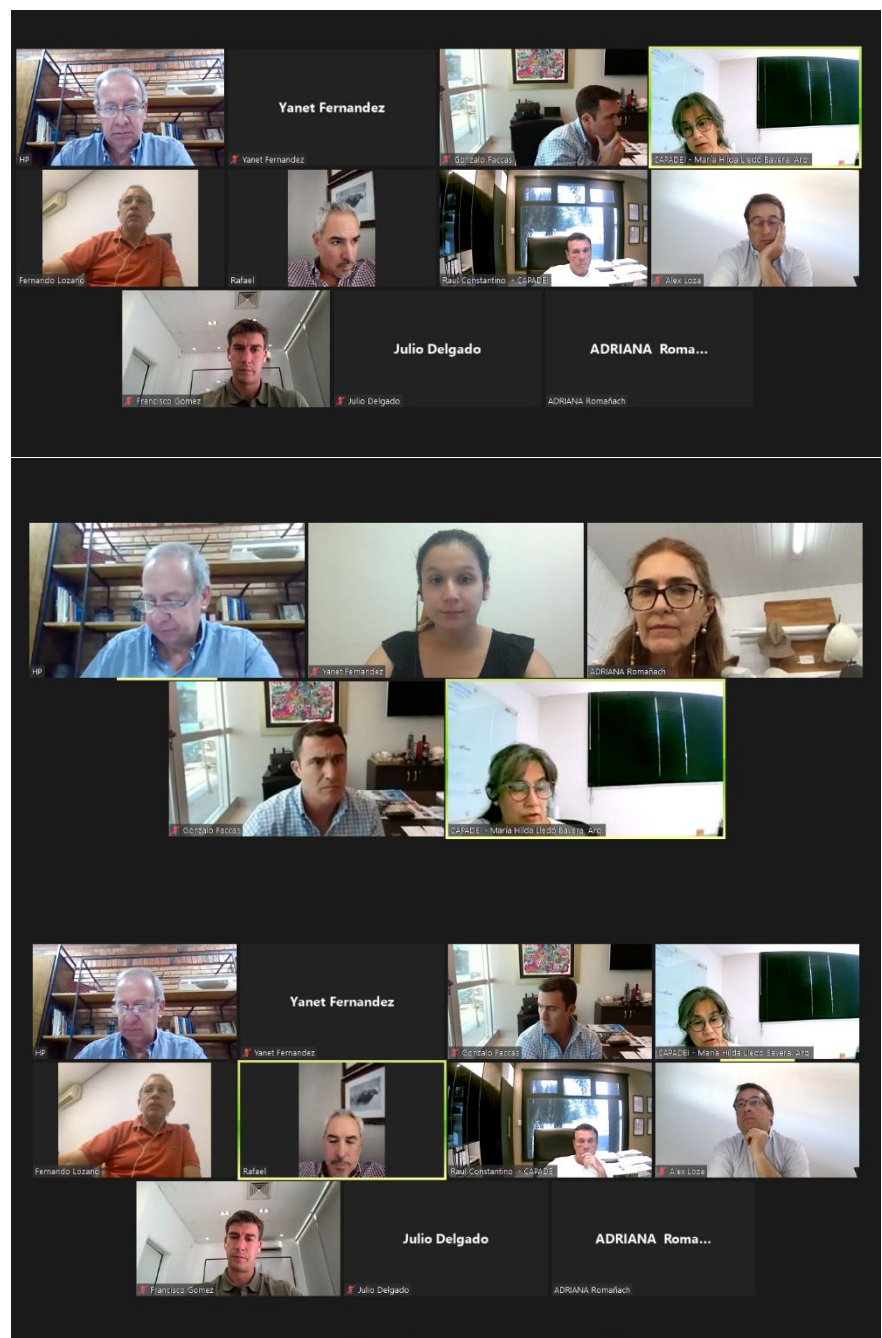 Yanet Fernandez
HP
Yanet Fernandez
Gonzalo Faccas
CAPADEI - María Hilda Lledó Bavera, Arq
Fernando Lozano
Rafael
Raul Constantino - CAPADEI
Alex Loza
Julio Delgado
ADRIANA Roma...
Francisco Gomez
Julio Delgado
ADRIANA Romañach
HP
Yanet Fernandez
ADRIANA Romañach
Gonzalo Faccas
CAPADEI - María Hilda Lledó Bavera, Arq.
Yanet Fernandez
HP
Yanet Fernandez
Gonzalo Faccas
CAPADEI - María Hilda Lledó Bavera, Arq
Fernando Lozano
Rafael
Raul Constantino - CAPADE
Alex Loza
Julio Delgado
ADRIANA Roma...
Francisco Gomez
Julio Delgado
ADRIANA Romañach